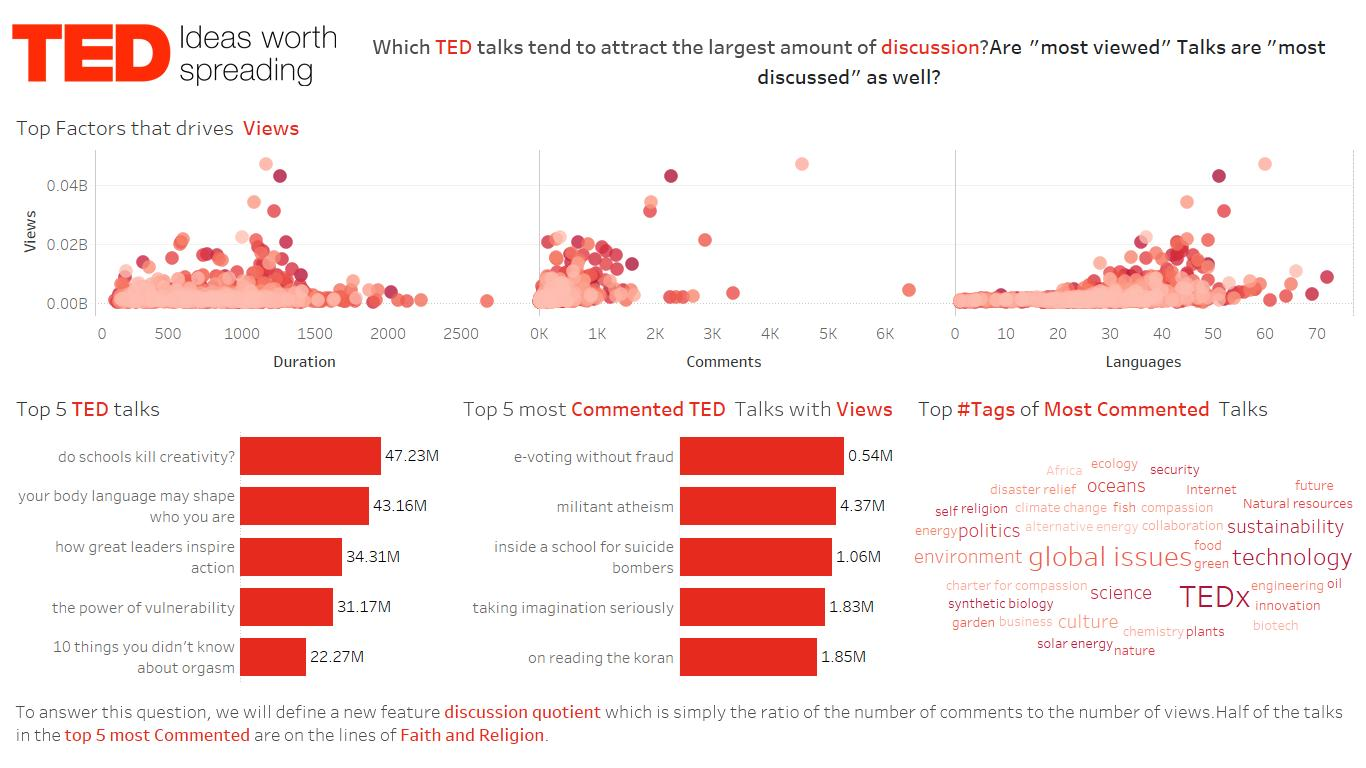 TED Ideas worth
spreading
Which TED talks tend to attract the largest amount of discussion?Are ”most viewed” Talks are ”most
discussed” as well?
Top Factors that drives Views
Views
0.04B
0.02B
0.00B
0 500 1000 1500 2000 2500
Duration
0K 1K 2K 3K 4K 5K 6K
Comments
0 10 20 30 40 50 60 70
Languages
Top 5 TED talks
do schools kill creativity? 47.23M
your body language may shape
who you are 43.16M
how great leaders inspire
action 34.31M
the power of vulnerability 31.17M
10 things you didn’t know
about orgasm 22.27M
Top 5 most Commented TED Talks with Views
e-voting without fraud 0.54M
militant atheism 4.37M
inside a school for suicide
bombers 1.06M
taking imagination seriously 1.83M
on reading the koran 1.85M
Top #Tags of Most Commented Talks
Africa ecology security
disaster relief oceans Internet future
self religion climate change fish compassion Natural resources
energy politics alternative energy collaboration sustainability
environment global issues food green technology
charter for compassion science TEDx engineering oil
synthetic biology innovation
garden business culture chemistry plants biotech
solar energy nature
To answer this question, we will define a new feature discussion quotient which is simply the ratio of the number of comments to the number of views.Half of the talks
in the top 5 most Commented are on the lines of Faith and Religion.